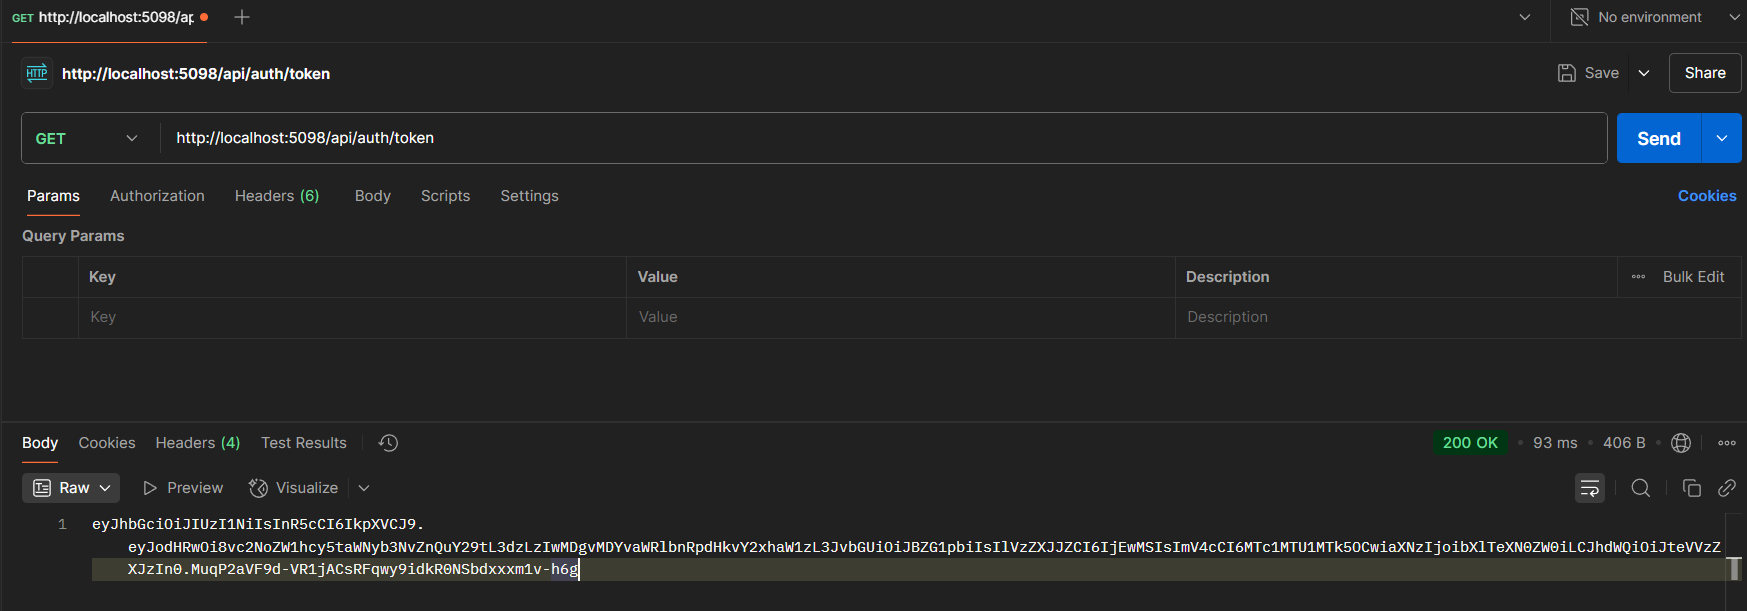 GET http://localhost:5098/ap
No environment
HTTP http://localhost:5098/api/auth/token
Save
Share
GET http://localhost:5098/api/auth/token
Send
Params Authorization Headers (6) Body Scripts Settings
Cookies
Query Params
Key Value Description ••• Bulk Edit
Key Value Description
Body Cookies Headers (4) Test Results
200 OK • 93 ms • 406 B •
Raw Preview Visualize
1 eyJhbGciOiJIUzI1NiIsInR5cCI6IkpXVCJ9.
eyJodHRwOi8vc2NoZW1hcy5taWNyb3NvZnQuY29tL3dzLzIwMDgvMDYvaWRlbnRpdHkvY2xhaW1zL3JvbGUiOiJBZG1pbiIsIlVzZXJJZCI6IjEwMSIsImV4cCI6MTc1MTU1MTk5OCwiaXNzIjoibXlTeXN0ZW0iLCJhdWQiOiJteVVzZ
XJzIn0.MuqP2aVF9d-VR1jACsRFqwy9idkR0NSbdxxxm1v-h6g